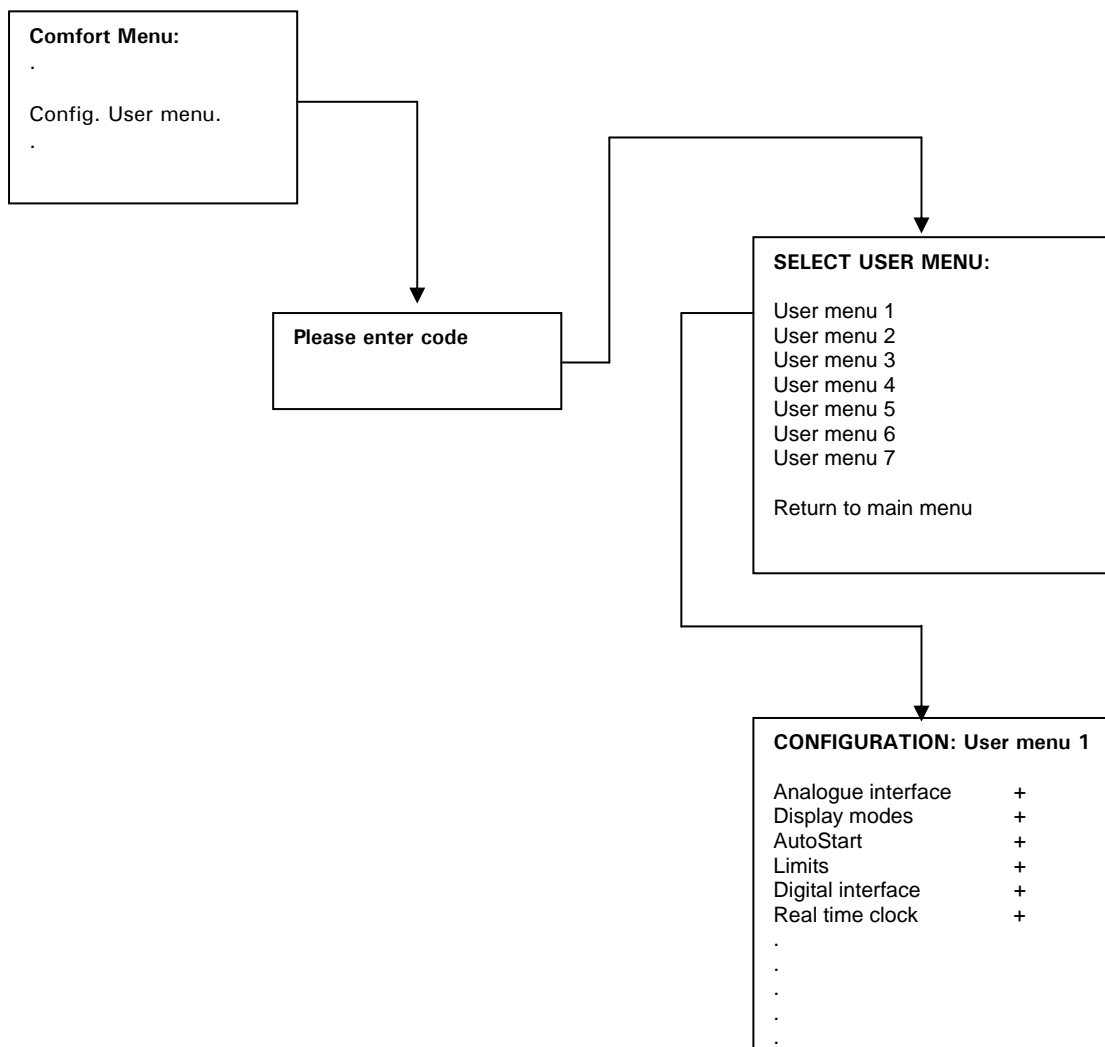 Comfort Menu:
.
Config. User menu.
.
Please enter code
SELECT USER MENU:
User menu 1
User menu 2
User menu 3
User menu 4
User menu 5
User menu 6
User menu 7
Return to main menu
CONFIGURATION: User menu 1
Analogue interface +
Display modes +
AutoStart +
Limits +
Digital interface +
Real time clock +
.
.
.
.
.